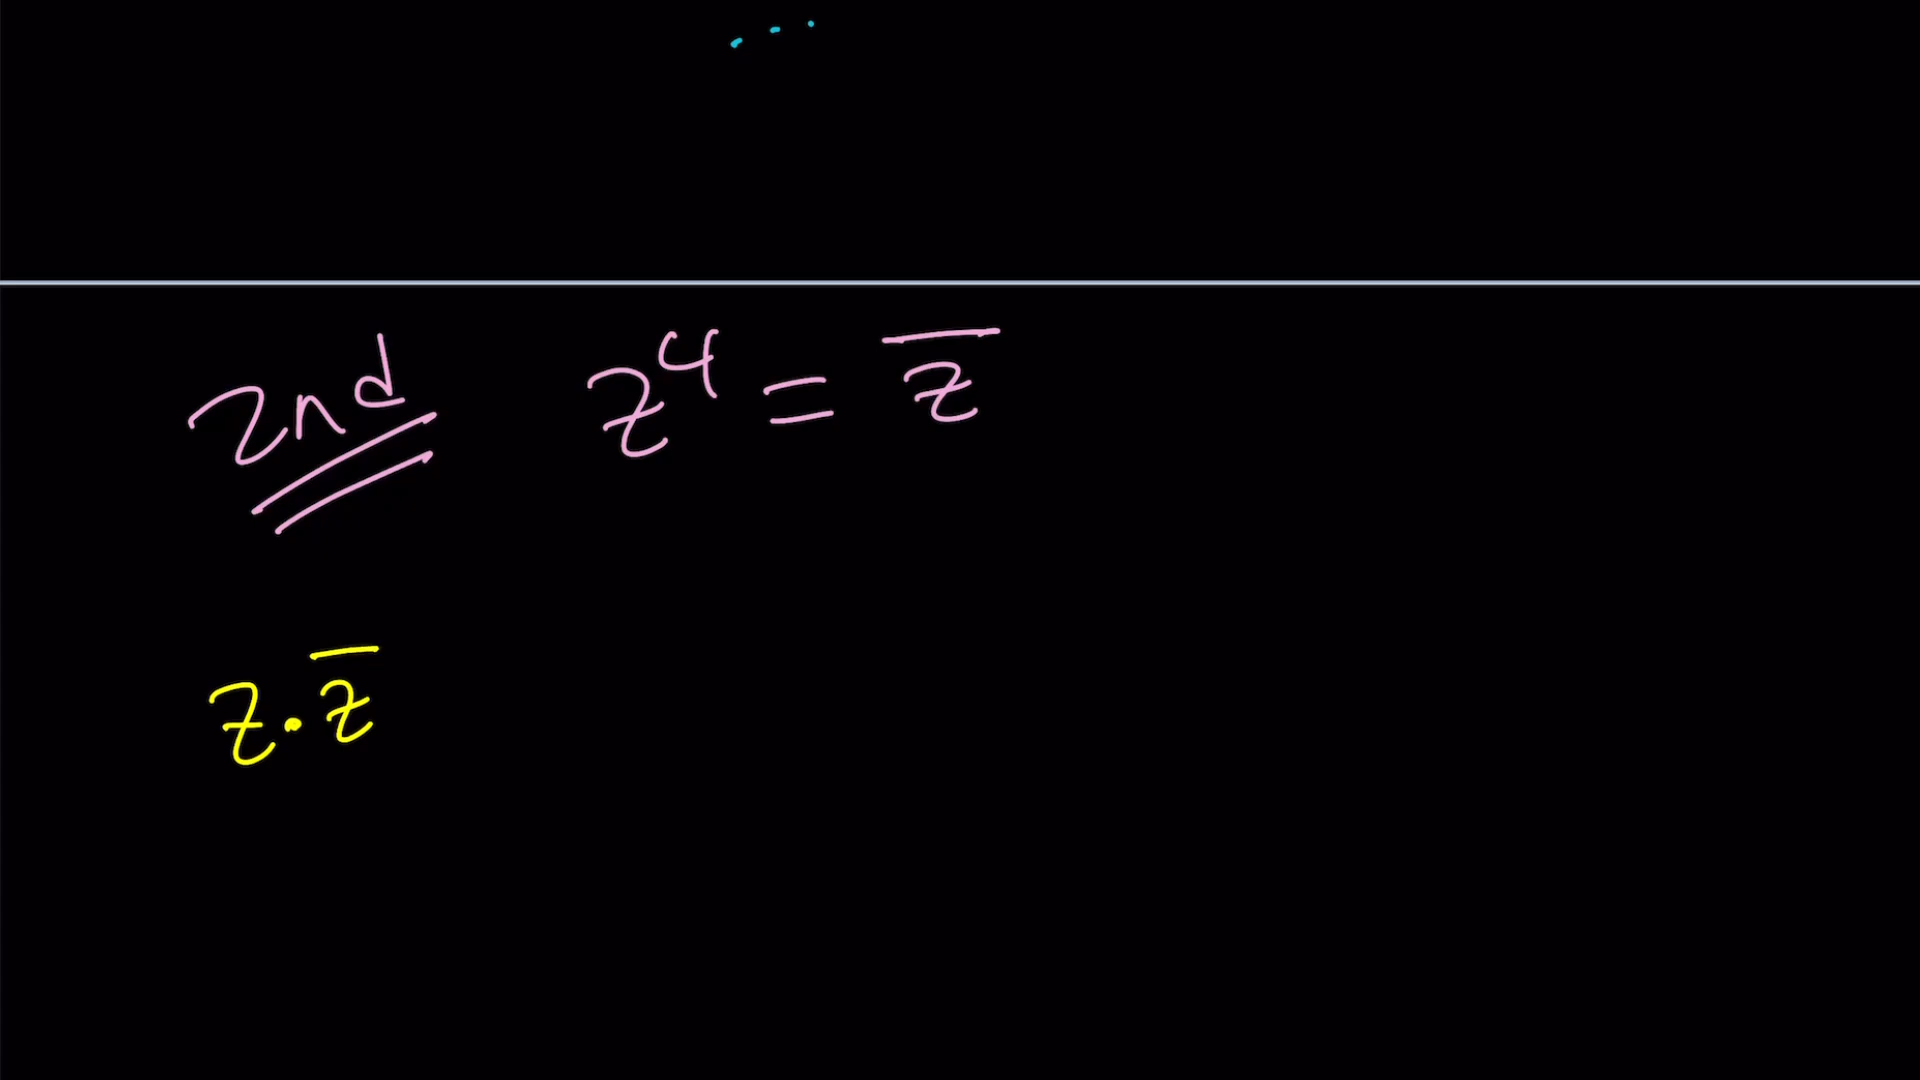 ...
2nd z⁴ = z̅
z · z̅